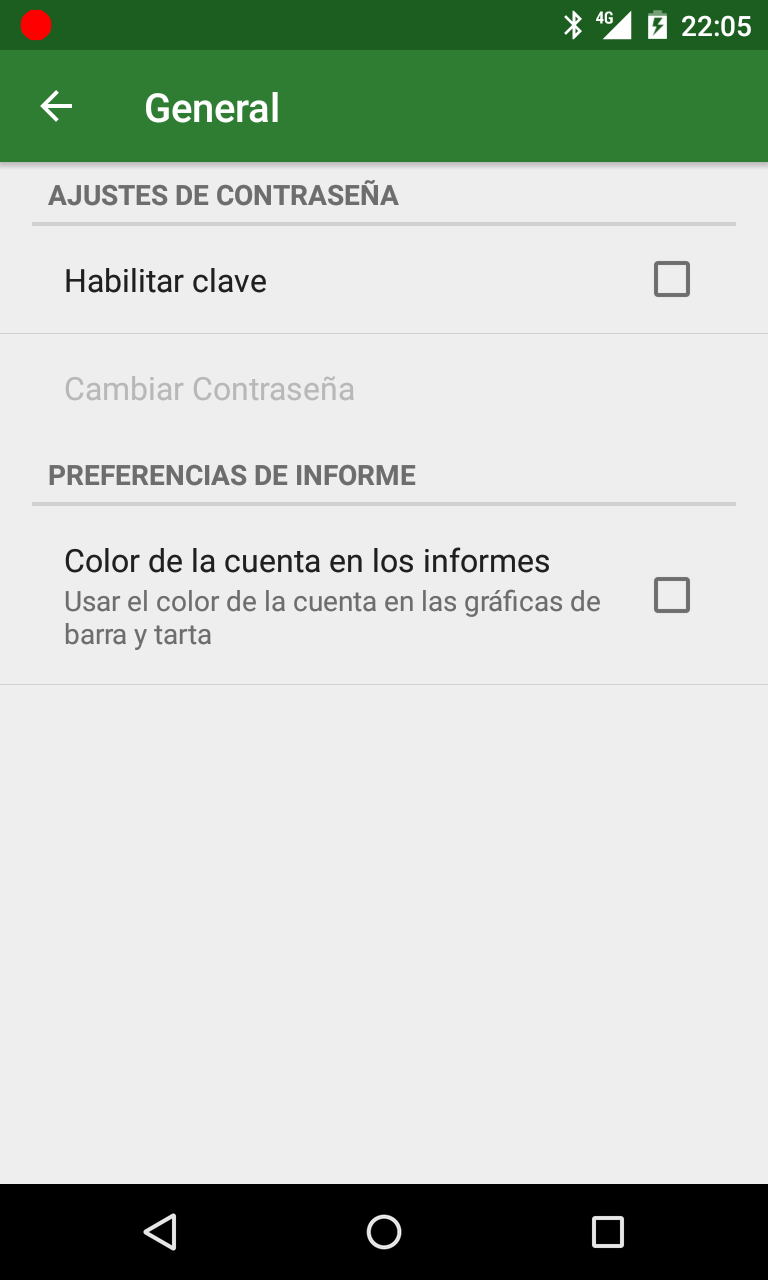 4G 22:05
General
AJUSTES DE CONTRASEÑA
Habilitar clave
Cambiar Contraseña
PREFERENCIAS DE INFORME
Color de la cuenta en los informes
Usar el color de la cuenta en las gráficas de
barra y tarta